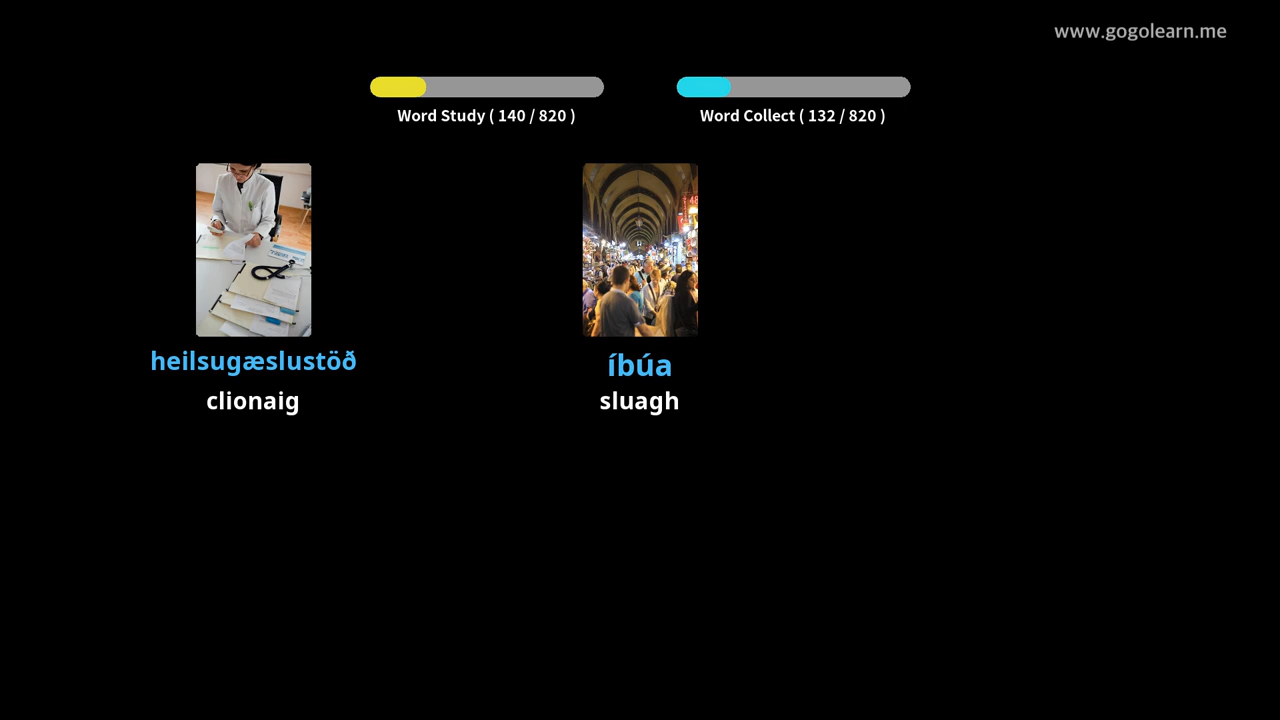 www.gogolearn.me
Word Study ( 140 / 820 )
Word Collect ( 132 / 820 )
heilsugæslustöð
clionaig
íbúa
sluagh